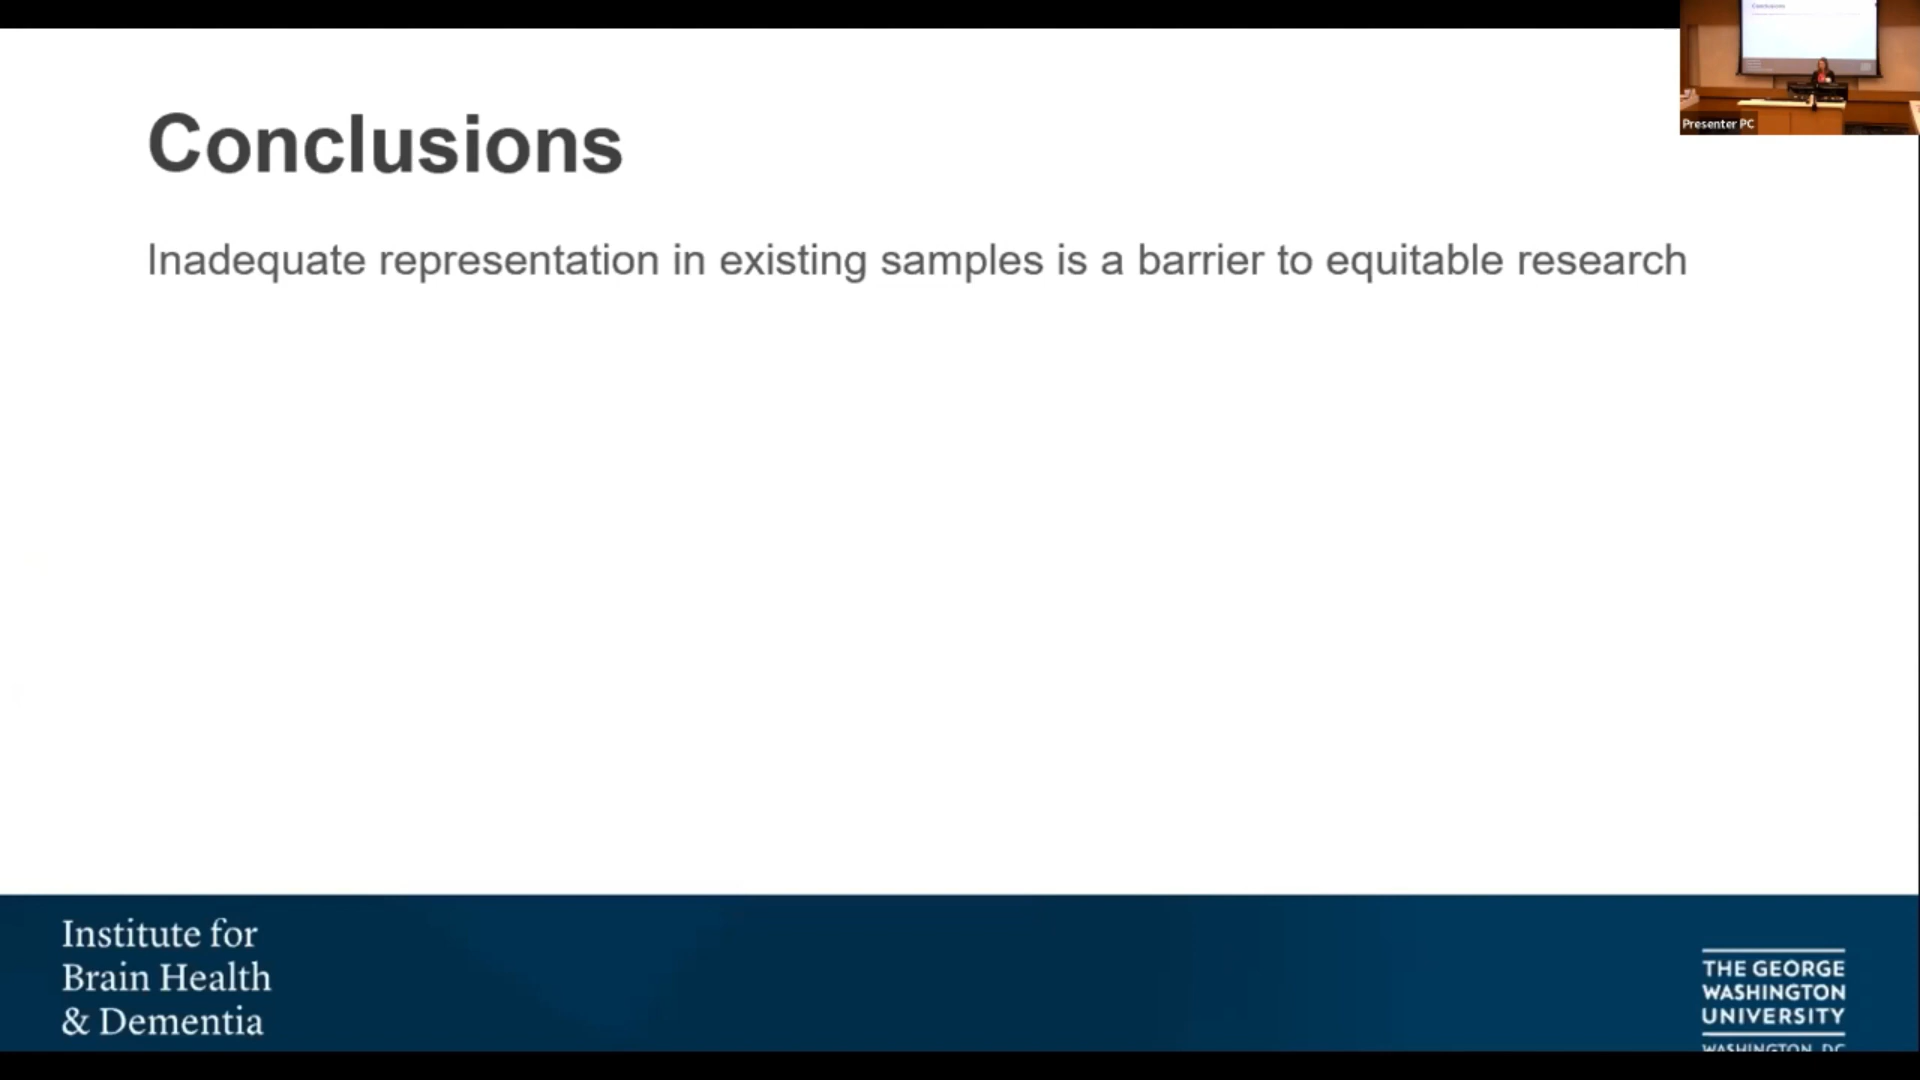 Conclusions
Presenter PC
Conclusions
Inadequate representation in existing samples is a barrier to equitable research
Institute for
Brain Health
& Dementia
THE GEORGE
WASHINGTON
UNIVERSITY
WASHINGTON, DC